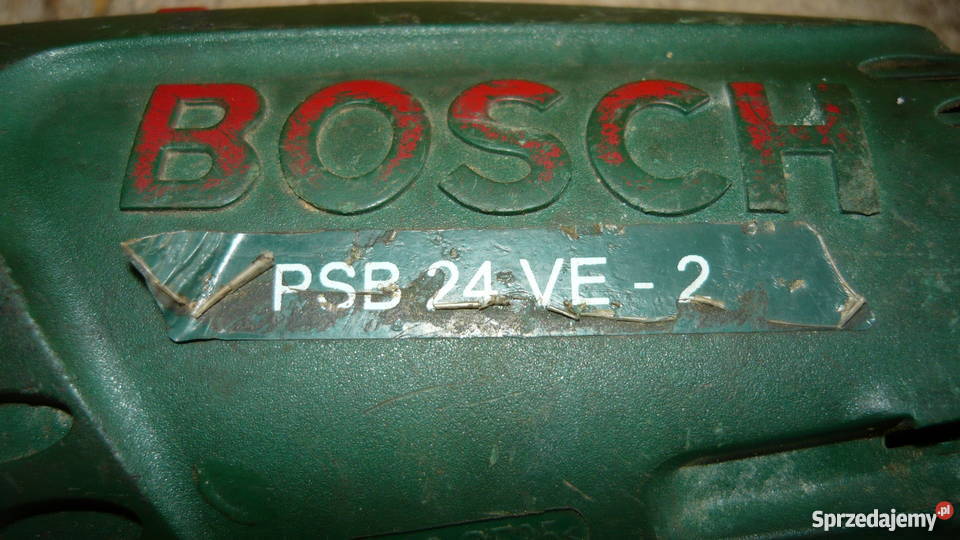 BOSCH
PSB 24 VE - 2
Sprzedajemy.pl